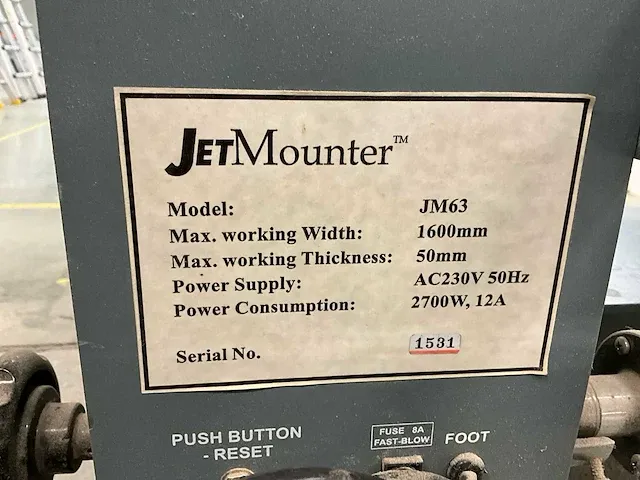 JETMounter™
Model: JM63
Max. working Width: 1600mm
Max. working Thickness: 50mm
Power Supply: AC230V 50Hz
Power Consumption: 2700W, 12A
Serial No. 1531
PUSH BUTTON
- RESET
FUSE 8A
FAST-BLOW
FOOT